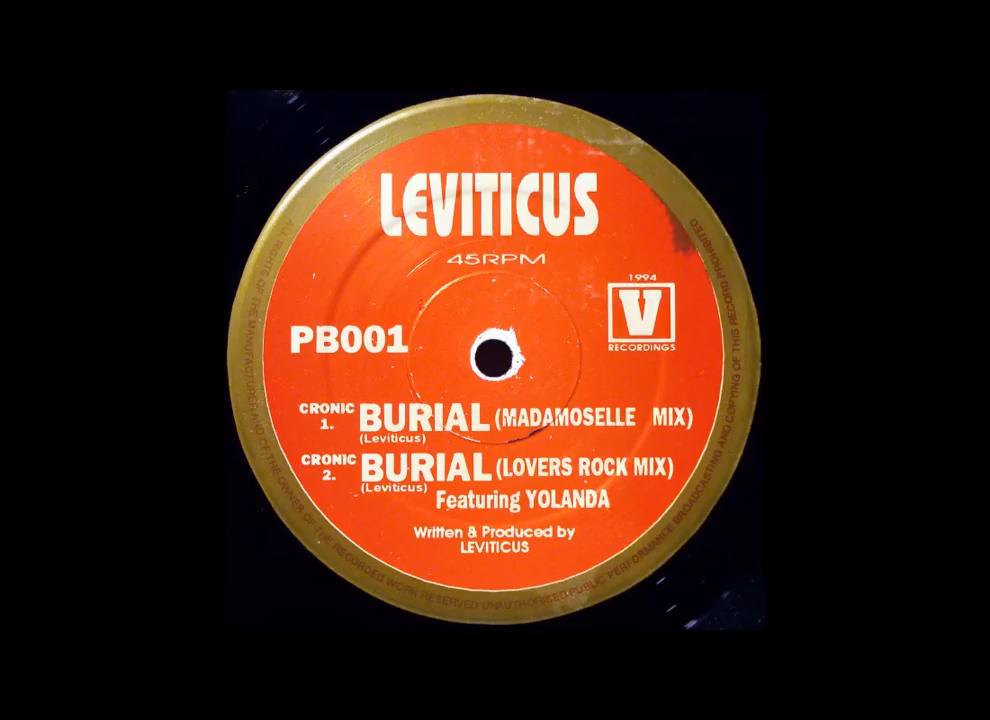 LEVITICUS
45RPM
1994
V
RECORDINGS
PB001
CRONIC 1. BURIAL (MADAMOSELLE MIX)
(Leviticus)
CRONIC 2. BURIAL (LOVERS ROCK MIX)
(Leviticus) Featuring YOLANDA
Written & Produced by
LEVITICUS
ALL RIGHTS OF THE MANUFACTURER AND OF THE OWNER OF THE RECORDED WORK RESERVED UNAUTHORISED PUBLIC PERFORMANCE BROADCASTING AND COPYING OF THIS RECORD PROHIBITED